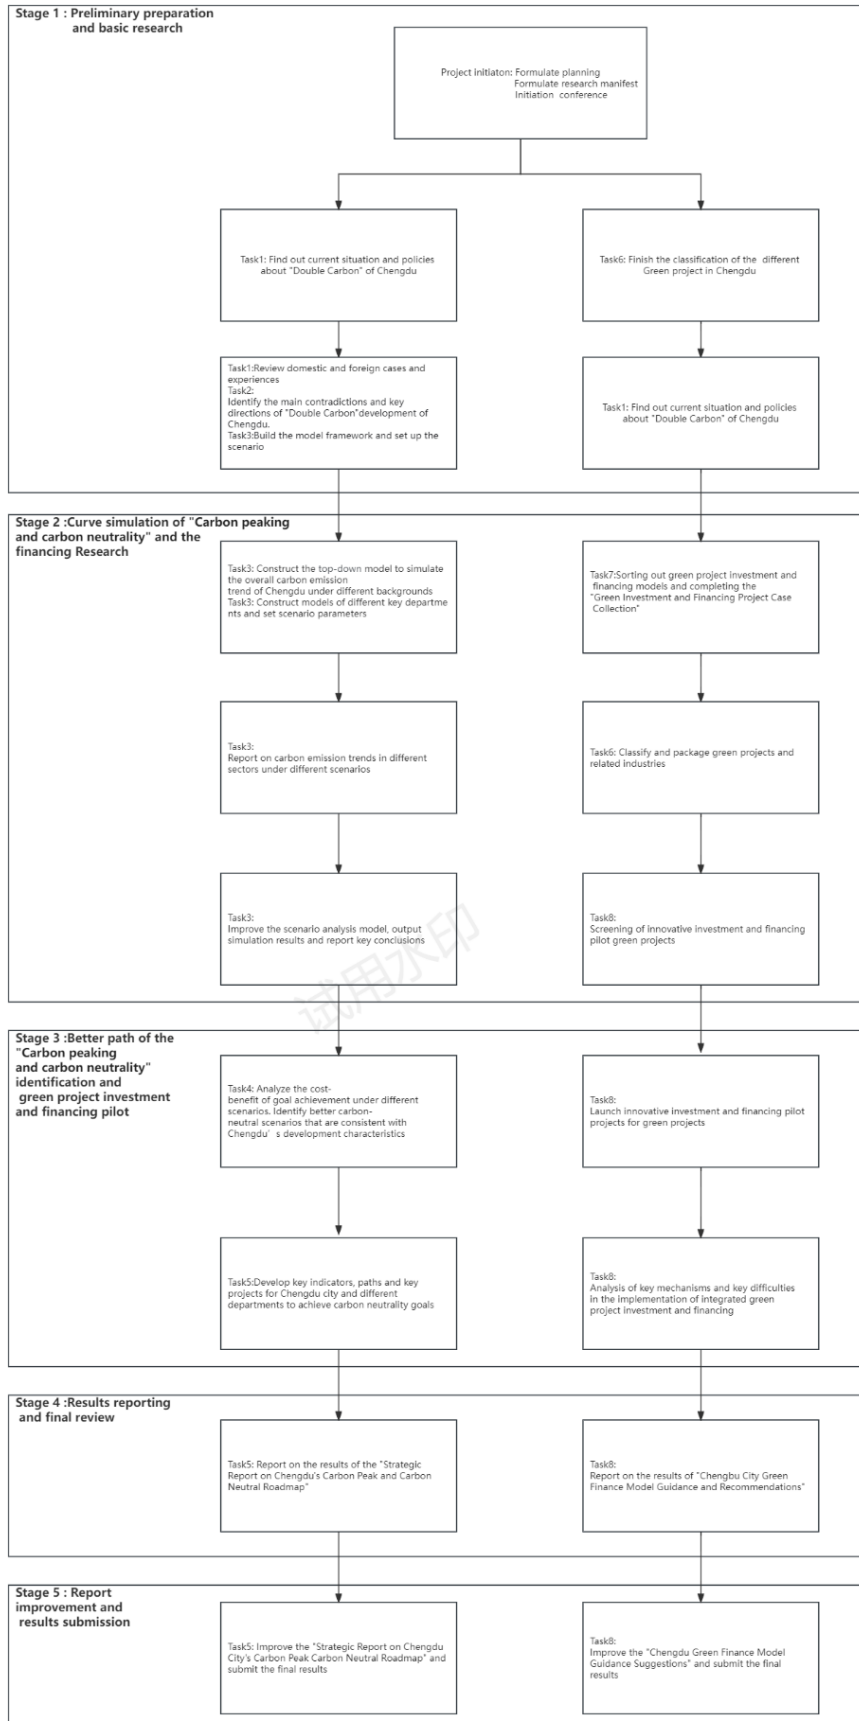 Stage 1 : Preliminary preparation
and basic research
Project initiaton: Formulate planning
Formulate research manifest
Initiation conference
Task1: Find out current situation and policies
about "Double Carbon" of Chengdu
Task6: Finish the classification of the different
Green project in Chengdu
Task1:Review domestic and foreign cases and
experiences
Task2:
Identify the main contradictions and key
directions of "Double Carbon"development of
Chengdu.
Task3:Build the model framework and set up the
scenario
Task1: Find out current situation and policies
about "Double Carbon" of Chengdu
Stage 2 :Curve simulation of "Carbon peaking
and carbon neutrality" and the
financing Research
Task3: Construct the top-down model to simulate
the overall carbon emission
trend of Chengdu under different backgrounds
Task3: Construct models of different key departme
nts and set scenario parameters
Task7:Sorting out green project investment and
financing models and completing the
"Green Investment and Financing Project Case
Collection"
Task3:
Report on carbon emission trends in different
sectors under different scenarios
Task6: Classify and package green projects and
related industries
Task3:
Improve the scenario analysis model, output
simulation results and report key conclusions
Task8:
Screening of innovative investment and financing
pilot green projects
试用水印
Stage 3 :Better path of the
"Carbon peaking
and carbon neutrality"
identification and
green project investment
and financing pilot
Task4: Analyze the cost-
benefit of goal achievement under different
scenarios. Identify better carbon-
neutral scenarios that are consistent with
Chengdu' s development characteristics
Task8:
Launch innovative investment and financing pilot
projects for green projects
Task5:Develop key indicators, paths and key
projects for Chengdu city and different
departments to achieve carbon neutrality goals
Task8:
Analysis of key mechanisms and key difficulties
in the implementation of integrated green
project investment and financing
Stage 4 :Results reporting
and final review
Task5: Report on the results of the "Strategic
Report on Chengdu's Carbon Peak and Carbon
Neutral Roadmap"
Task8:
Report on the results of "Chengbu City Green
Finance Model Guidance and Recommendations"
Stage 5 : Report
improvement and
results submission
Task5: Improve the "Strategic Report on Chengdu
City's Carbon Peak Carbon Neutral Roadmap" and
submit the final results
Task8:
Improve the "Chengdu Green Finance Model
Guidance Suggestions" and submit the final
results